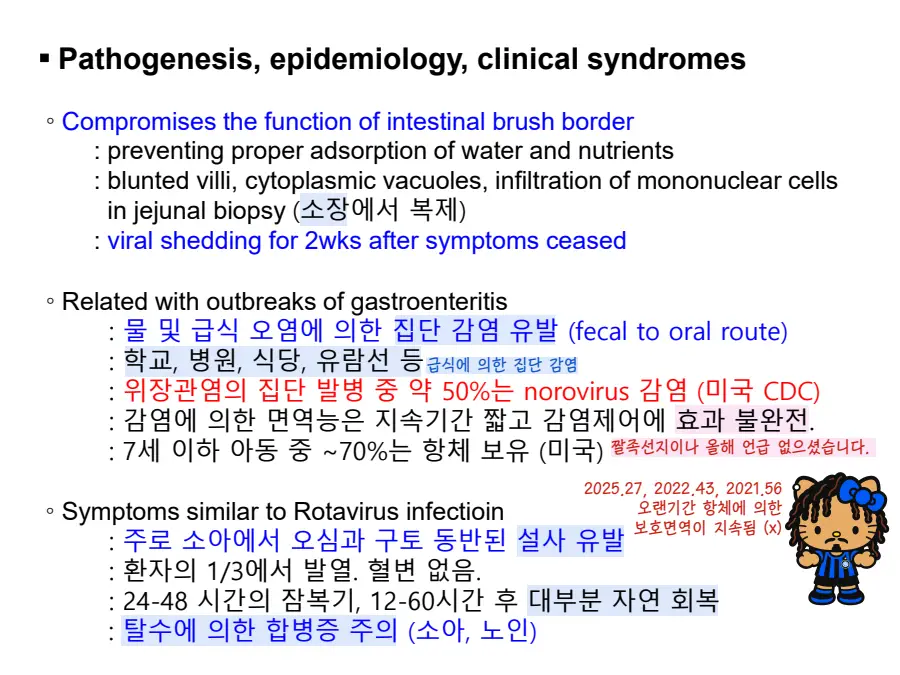 ▪ Pathogenesis, epidemiology, clinical syndromes
◦ Compromises the function of intestinal brush border
: preventing proper adsorption of water and nutrients
: blunted villi, cytoplasmic vacuoles, infiltration of mononuclear cells
in jejunal biopsy (소장에서 복제)
: viral shedding for 2wks after symptoms ceased
◦ Related with outbreaks of gastroenteritis
: 물 및 급식 오염에 의한 집단 감염 유발 (fecal to oral route)
: 학교, 병원, 식당, 유람선 등 급식에 의한 집단 감염
: 위장관염의 집단 발병 중 약 50%는 norovirus 감염 (미국 CDC)
: 감염에 의한 면역능은 지속기간 짧고 감염제어에 효과 불완전.
: 7세 이하 아동 중 ~70%는 항체 보유 (미국) 짤족선지이나 올해 언급 없으셨습니다.
2025.27, 2022.43, 2021.56
오랜기간 항체에 의한
보호면역이 지속됨 (x)
◦ Symptoms similar to Rotavirus infectioin
: 주로 소아에서 오심과 구토 동반된 설사 유발
: 환자의 1/3에서 발열. 혈변 없음.
: 24-48 시간의 잠복기, 12-60시간 후 대부분 자연 회복
: 탈수에 의한 합병증 주의 (소아, 노인)